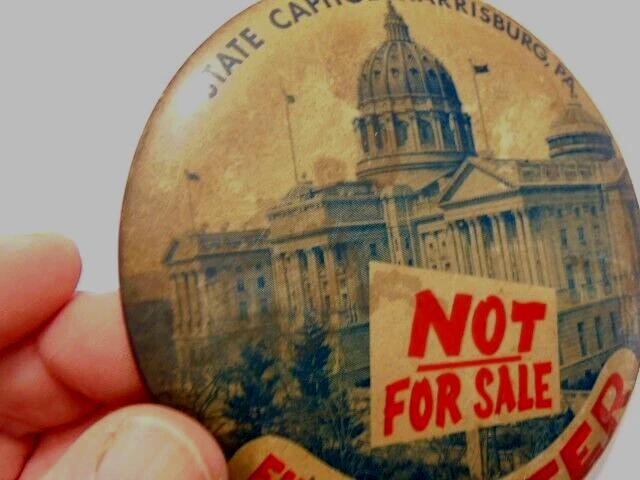 STATE CAPITOL HARRISBURG, PA.
NOT
FOR SALE